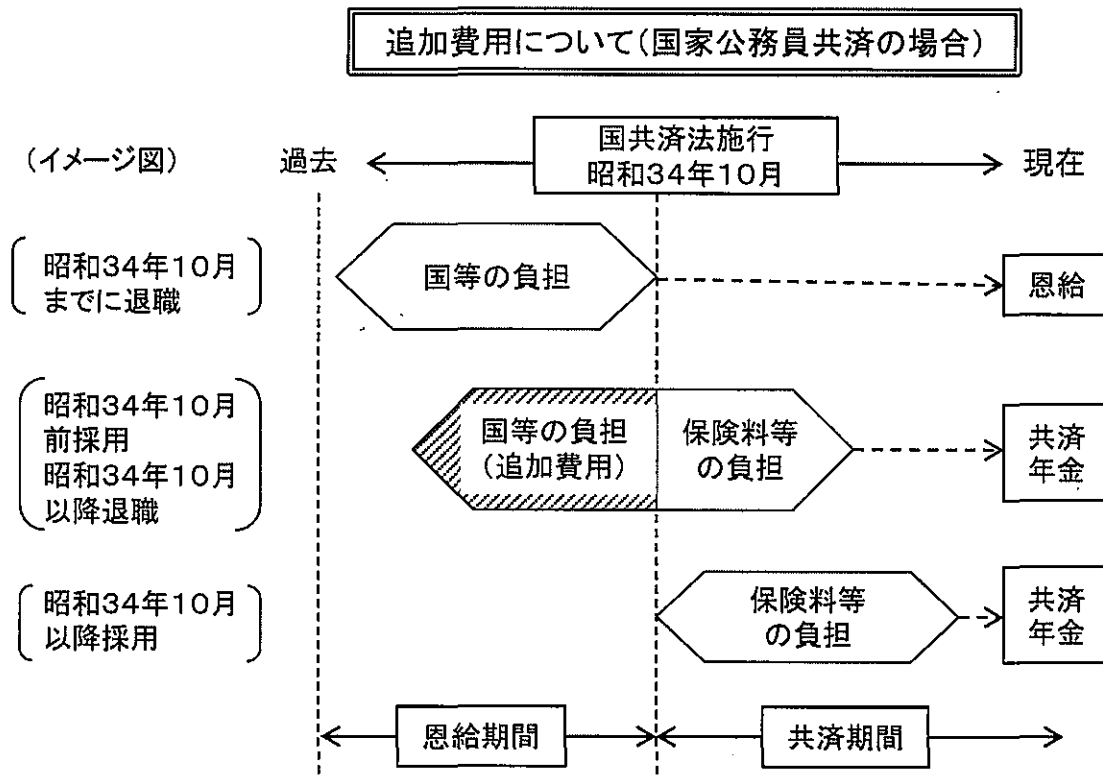 追加費用について(国家公務員共済の場合)
(イメージ図)
過去
国共済法施行
昭和34年10月
現在
昭和34年10月
までに退職
国等の負担
恩給
昭和34年10月
前採用
昭和34年10月
以降退職
国等の負担
(追加費用)
保険料等
の負担
共済
年金
昭和34年10月
以降採用
保険料等
の負担
共済
年金
恩給期間
共済期間